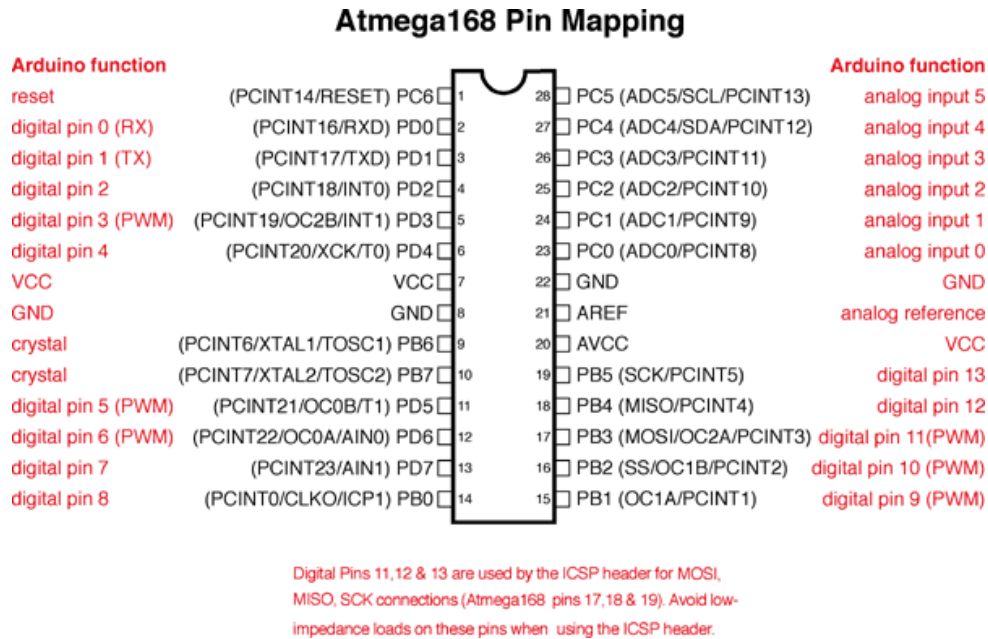 Atmega168 Pin Mapping
Arduino function Arduino function
reset (PCINT14/RESET) PC6 1 28 PC5 (ADC5/SCL/PCINT13) analog input 5
digital pin 0 (RX) (PCINT16/RXD) PD0 2 27 PC4 (ADC4/SDA/PCINT12) analog input 4
digital pin 1 (TX) (PCINT17/TXD) PD1 3 26 PC3 (ADC3/PCINT11) analog input 3
digital pin 2 (PCINT18/INT0) PD2 4 25 PC2 (ADC2/PCINT10) analog input 2
digital pin 3 (PWM) (PCINT19/OC2B/INT1) PD3 5 24 PC1 (ADC1/PCINT9) analog input 1
digital pin 4 (PCINT20/XCK/T0) PD4 6 23 PC0 (ADC0/PCINT8) analog input 0
VCC VCC 7 22 GND GND
GND GND 8 21 AREF analog reference
crystal (PCINT6/XTAL1/TOSC1) PB6 9 20 AVCC VCC
crystal (PCINT7/XTAL2/TOSC2) PB7 10 19 PB5 (SCK/PCINT5) digital pin 13
digital pin 5 (PWM) (PCINT21/OC0B/T1) PD5 11 18 PB4 (MISO/PCINT4) digital pin 12
digital pin 6 (PWM) (PCINT22/OC0A/AIN0) PD6 12 17 PB3 (MOSI/OC2A/PCINT3) digital pin 11(PWM)
digital pin 7 (PCINT23/AIN1) PD7 13 16 PB2 (SS/OC1B/PCINT2) digital pin 10 (PWM)
digital pin 8 (PCINT0/CLKO/ICP1) PB0 14 15 PB1 (OC1A/PCINT1) digital pin 9 (PWM)
Digital Pins 11,12 & 13 are used by the ICSP header for MOSI,
MISO, SCK connections (Atmega168 pins 17,18 & 19). Avoid low-
impedance loads on these pins when using the ICSP header.